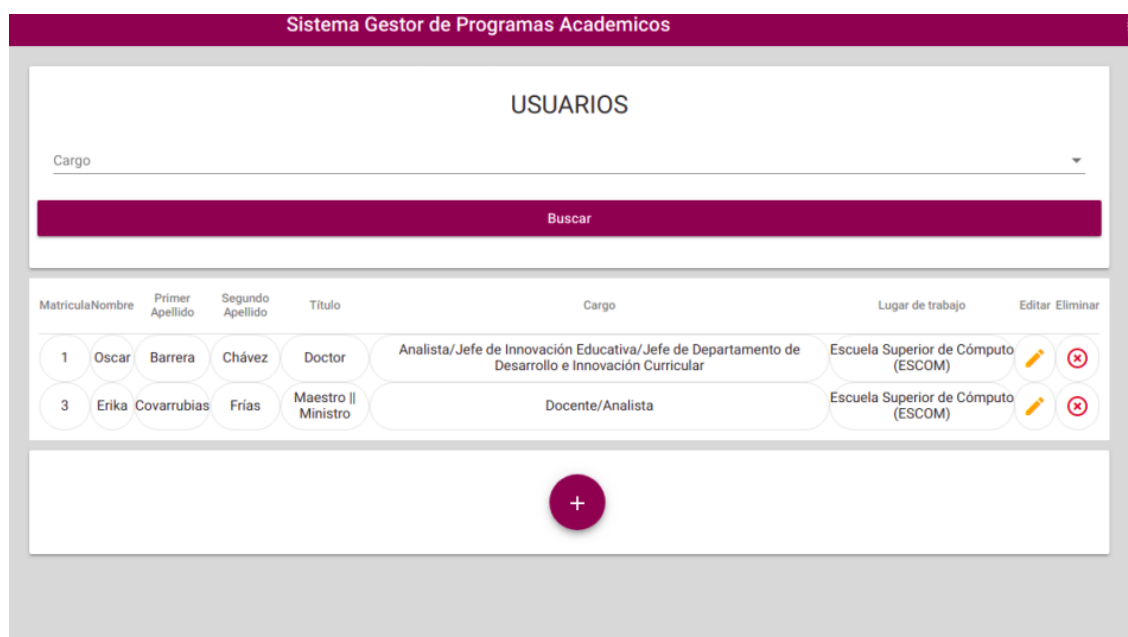 Sistema Gestor de Programas Academicos
USUARIOS
Cargo
Buscar
Matricula Nombre Primer Apellido Segundo Apellido Título Cargo Lugar de trabajo Editar Eliminar
1 Oscar Barrera Chávez Doctor Analista/Jefe de Innovación Educativa/Jefe de Departamento de Desarrollo e Innovación Curricular Escuela Superior de Cómputo (ESCOM)
3 Erika Covarrubias Frías Maestro || Ministro Docente/Analista Escuela Superior de Cómputo (ESCOM)
+